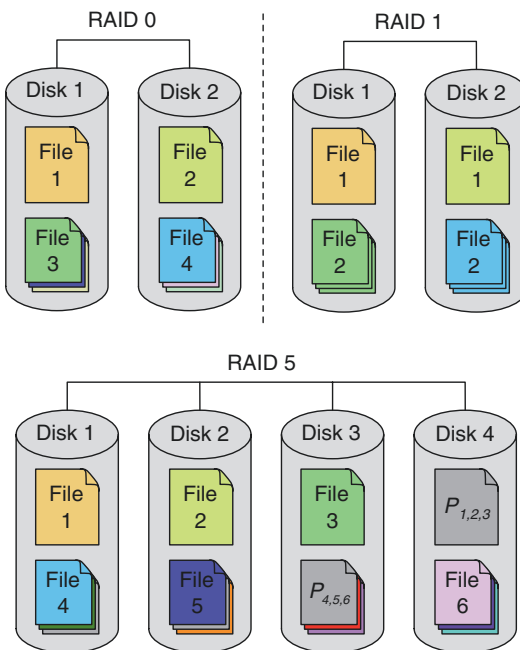 RAID 0
RAID 1
Disk 1
Disk 2
Disk 1
Disk 2
File
1
File
2
File
1
File
1
File
3
File
4
File
2
File
2
RAID 5
Disk 1
Disk 2
Disk 3
Disk 4
File
1
File
2
File
3
P1,2,3
File
4
File
5
P4,5,6
File
6